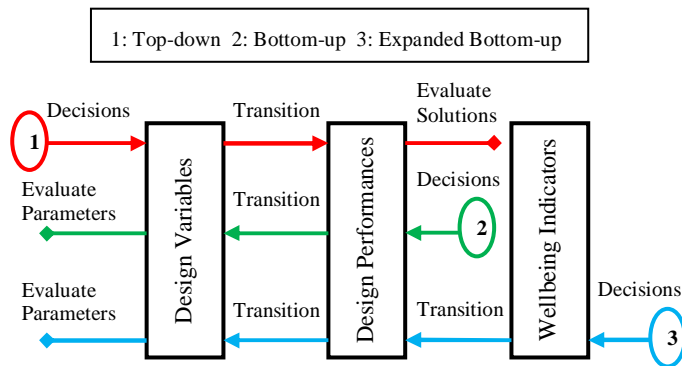 1: Top-down 2: Bottom-up 3: Expanded Bottom-up
Decisions
Transition
Evaluate
Solutions
1
Design Variables
Design Performances
Wellbeing Indicators
Evaluate
Parameters
Transition
Decisions
2
Evaluate
Parameters
Transition
Transition
Decisions
3